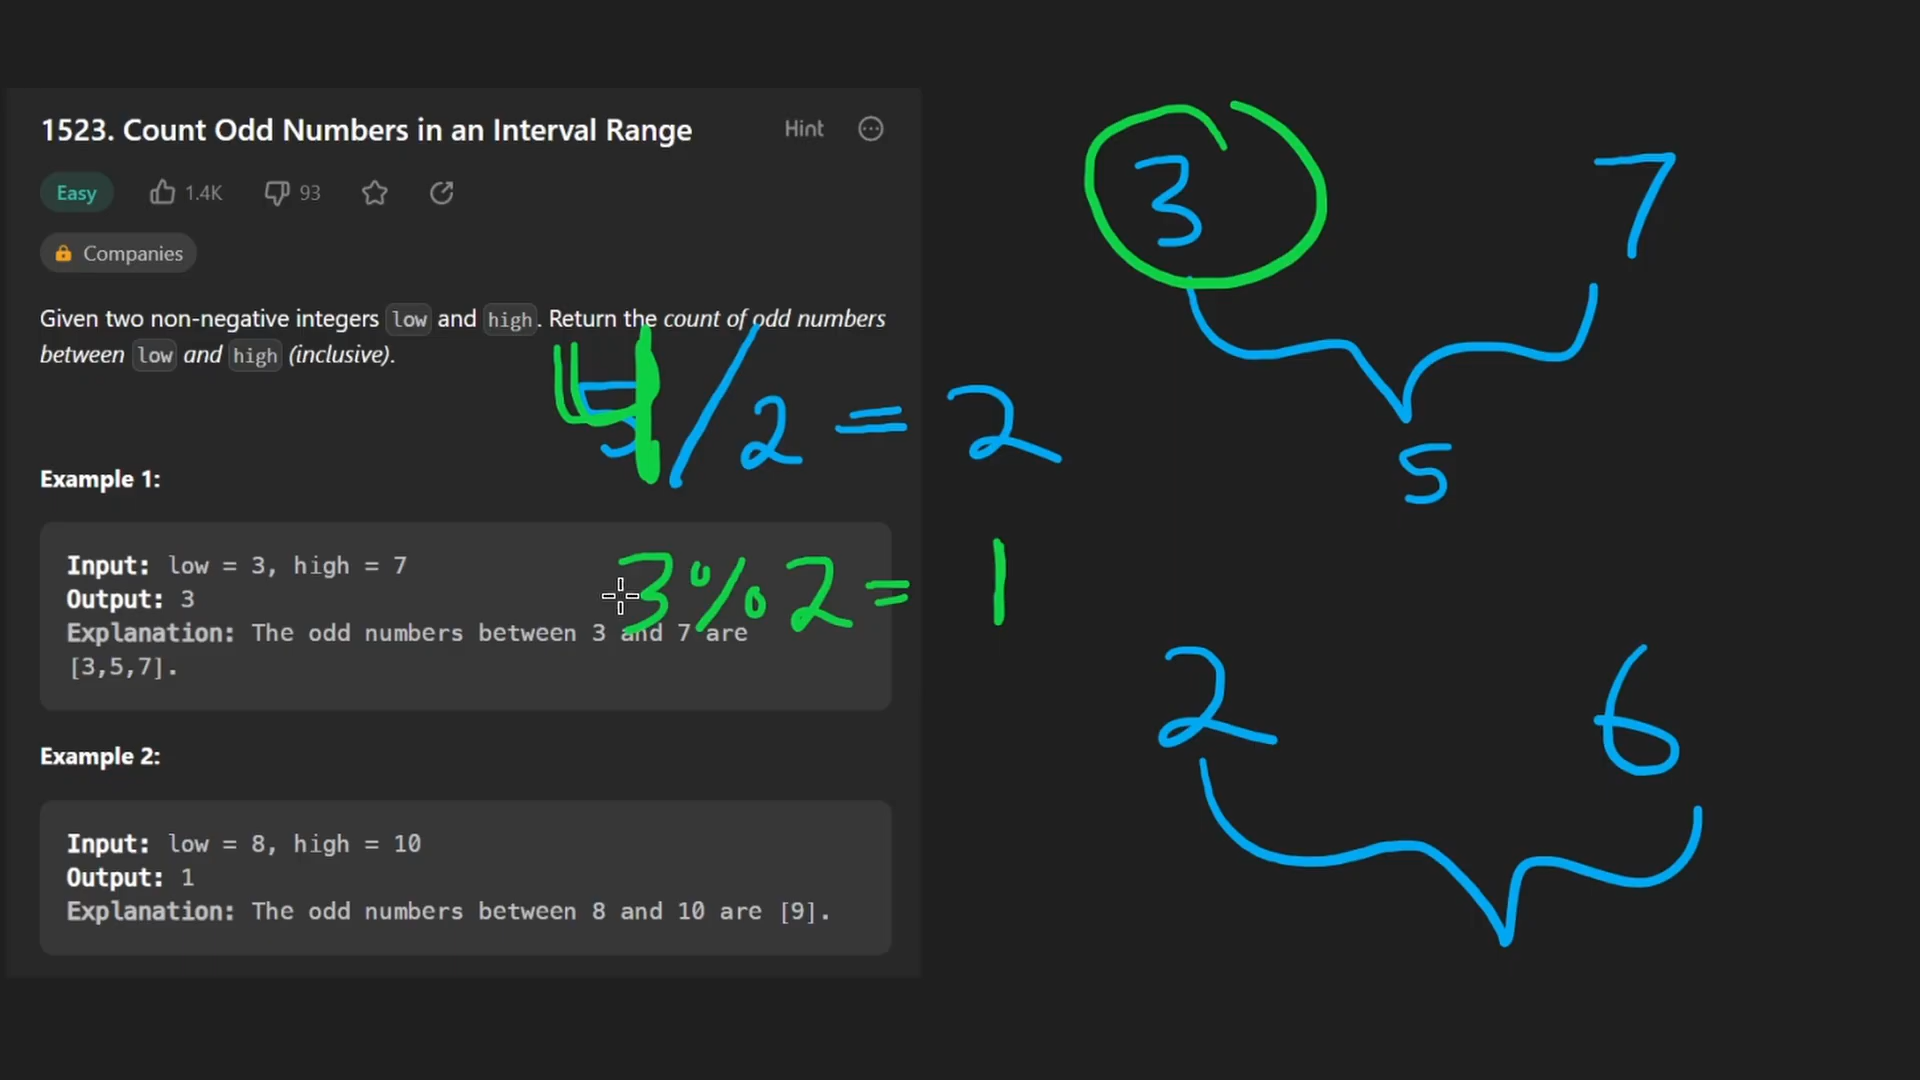 1523. Count Odd Numbers in an Interval Range
Hint
Easy
1.4K
93
Companies
Given two non-negative integers low and high. Return the count of odd numbers
between low and high (inclusive).
4/2 = 2
Example 1:
Input: low = 3, high = 7
Output: 3
Explanation: The odd numbers between 3 and 7 are
[3,5,7].
3%2= 1
Example 2:
Input: low = 8, high = 10
Output: 1
Explanation: The odd numbers between 8 and 10 are [9].
3 7
5
2 6